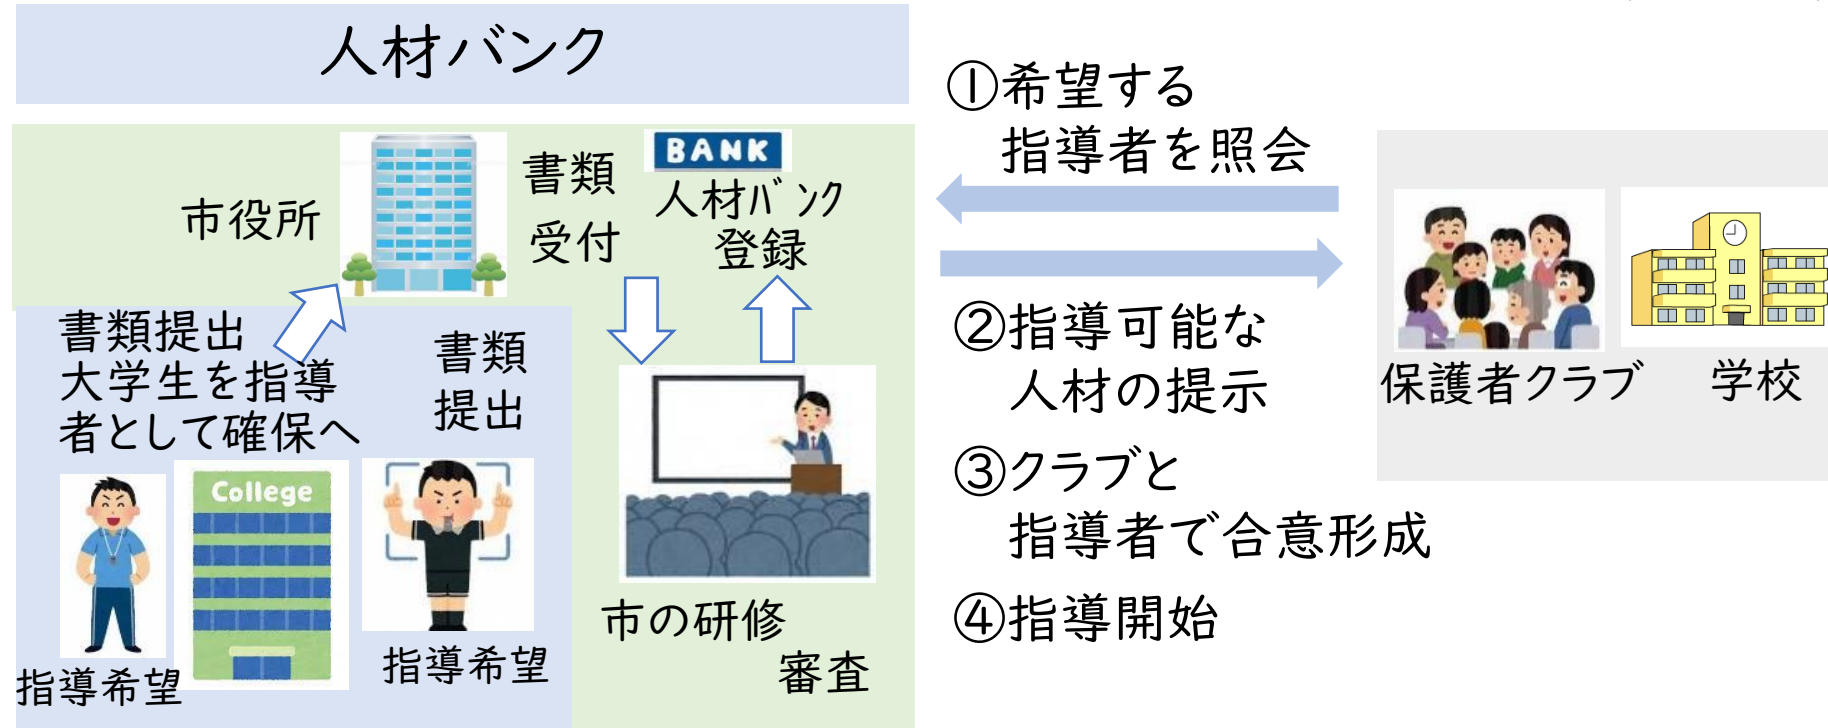 人材バンク
市役所
書類
受付
BANK
人材バンク
登録
書類提出
大学生を指導
者として確保へ
書類
提出
College
指導希望
指導希望
市の研修
審査
①希望する
指導者を照会
②指導可能な
人材の提示
③クラブと
指導者で合意形成
④指導開始
保護者クラブ
学校